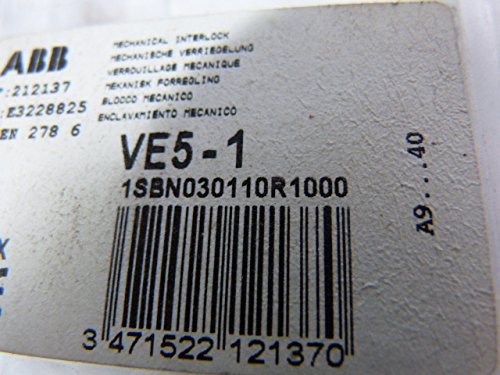 ABB
:212137
:E3228825
EN 278 6
MECHANICAL INTERLOCK
MECHANISCHE VERRIEGELUNG
VERROUILLAGE MECANIQUE
MEKANISK FORREGLING
BLOCCO MECANICO
ENCLAVAMIENTO MECANICO
VE5-1
1SBN030110R1000
A9...40
3 471522 121370